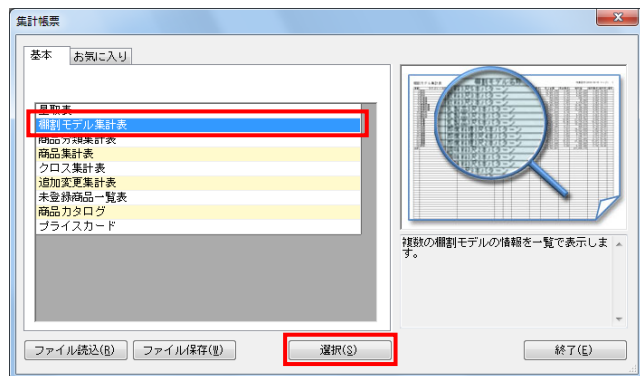 集計帳票
基本
お気に入り
星取表
棚割モデル集計表
商品分類集計表
商品集計表
クロス集計表
追加変更集計表
未登録商品一覧表
商品カタログ
プライスカード
複数の棚割モデルの情報を一覧で表示しま
す。
ファイル読込(R)
ファイル保存(W)
選択(S)
終了(E)